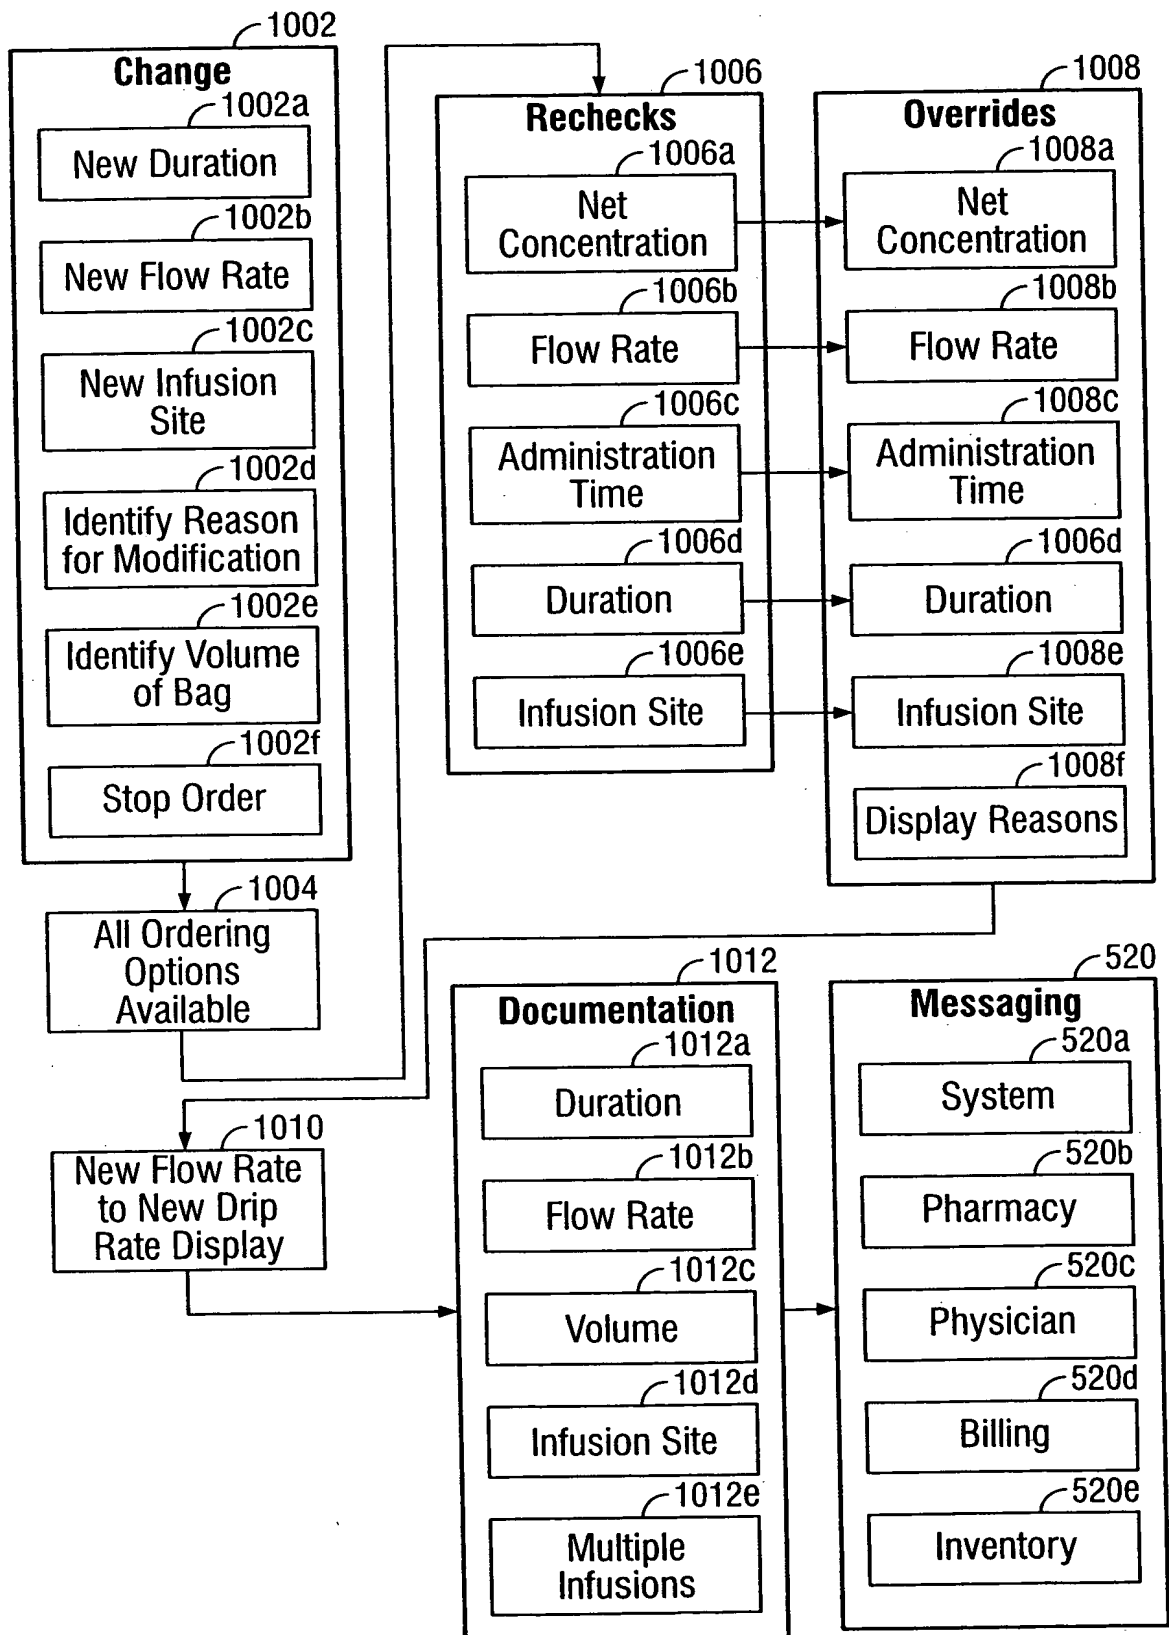 1002
Change
1002a
New Duration
1002b
New Flow Rate
1002c
New Infusion
Site
1002d
Identify Reason
for Modification
1002e
Identify Volume
of Bag
1002f
Stop Order
1004
All Ordering
Options
Available
1006
Rechecks
1006a
Net
Concentration
1006b
Flow Rate
1006c
Administration
Time
1006d
Duration
1006e
Infusion Site
1008
Overrides
1008a
Net
Concentration
1008b
Flow Rate
1008c
Administration
Time
1006d
Duration
1008e
Infusion Site
1008f
Display Reasons
1010
New Flow Rate
to New Drip
Rate Display
1012
Documentation
1012a
Duration
1012b
Flow Rate
1012c
Volume
1012d
Infusion Site
1012e
Multiple
Infusions
520
Messaging
520a
System
520b
Pharmacy
520c
Physician
520d
Billing
520e
Inventory